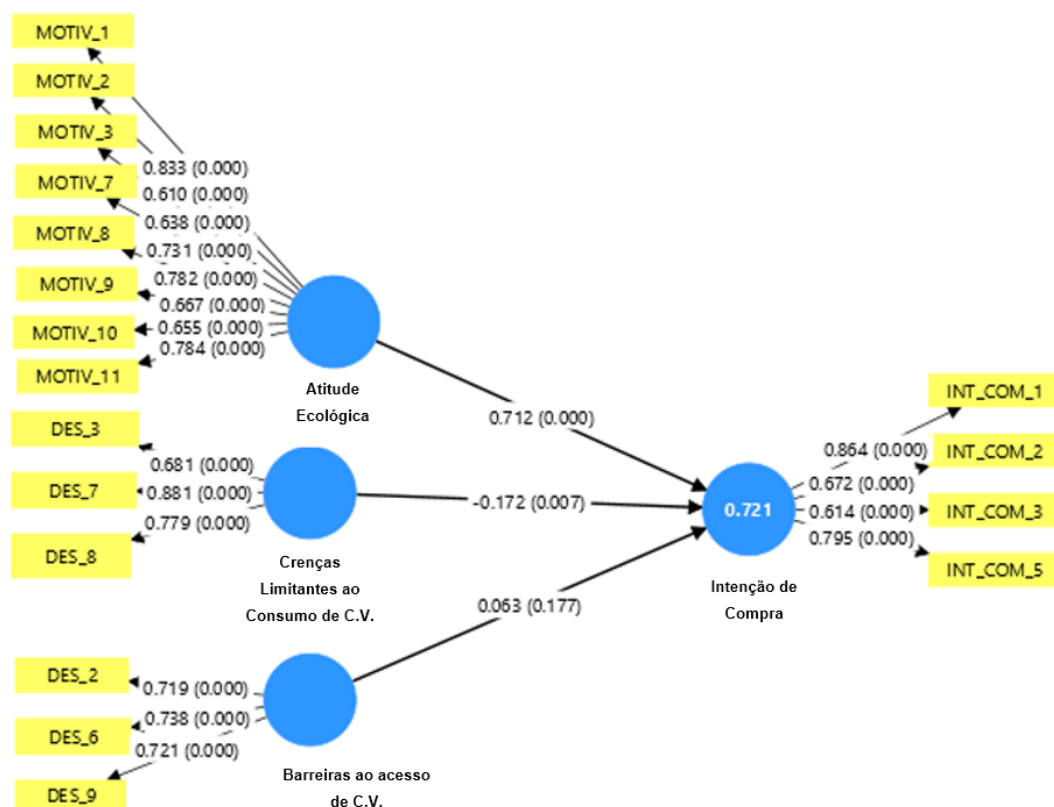 MOTIV_1
MOTIV_2
MOTIV_3
MOTIV_7
MOTIV_8
MOTIV_9
MOTIV_10
MOTIV_11
0.833 (0.000)
0.610 (0.000)
0.638 (0.000)
0.731 (0.000)
0.782 (0.000)
0.667 (0.000)
0.655 (0.000)
0.784 (0.000)
Atitude
Ecológica
0.712 (0.000)
DES_3
DES_7
DES_8
0.681 (0.000)
0.881 (0.000)
0.779 (0.000)
Crenças
Limitantes ao
Consumo de C.V.
-0.172 (0.007)
DES_2
DES_6
DES_9
0.719 (0.000)
0.738 (0.000)
0.721 (0.000)
Barreiras ao acesso
de C.V.
0.063 (0.177)
0.721
Intenção de
Compra
0.864 (0.000)
0.672 (0.000)
0.614 (0.000)
0.795 (0.000)
INT_COM_1
INT_COM_2
INT_COM_3
INT_COM_5